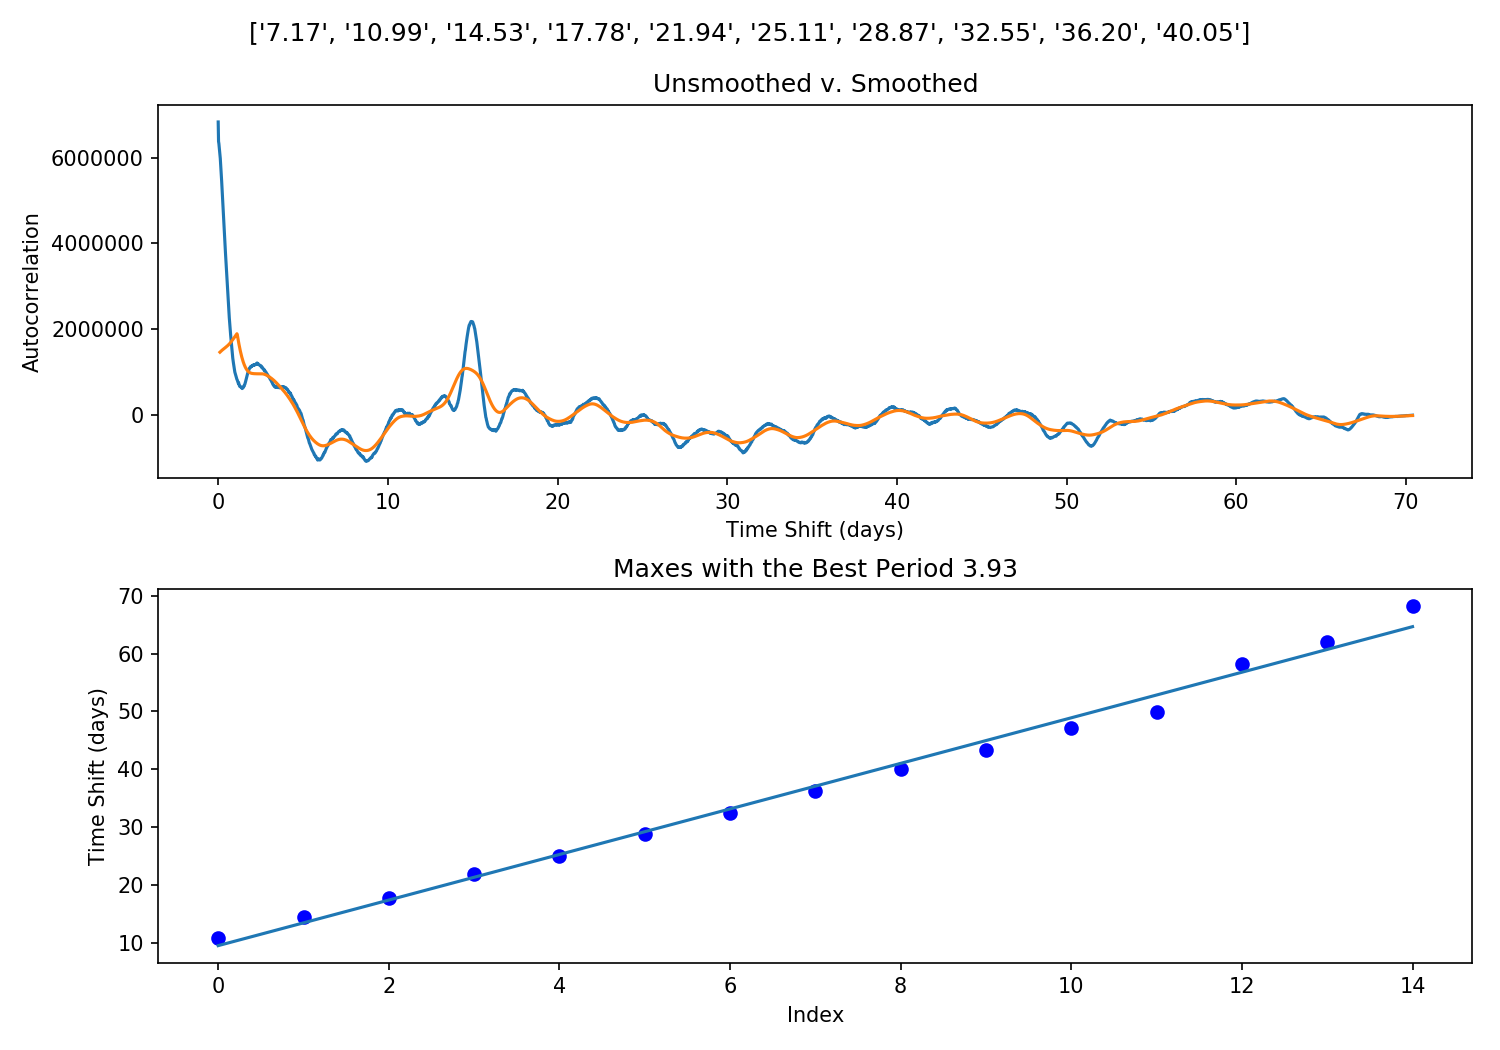 ['7.17', '10.99', '14.53', '17.78', '21.94', '25.11', '28.87', '32.55', '36.20', '40.05']
Unsmoothed v. Smoothed
Autocorrelation
6000000
4000000
2000000
0
0 10 20 30 40 50 60 70
Time Shift (days)
Maxes with the Best Period 3.93
Time Shift (days)
70
60
50
40
30
20
10
0 2 4 6 8 10 12 14
Index